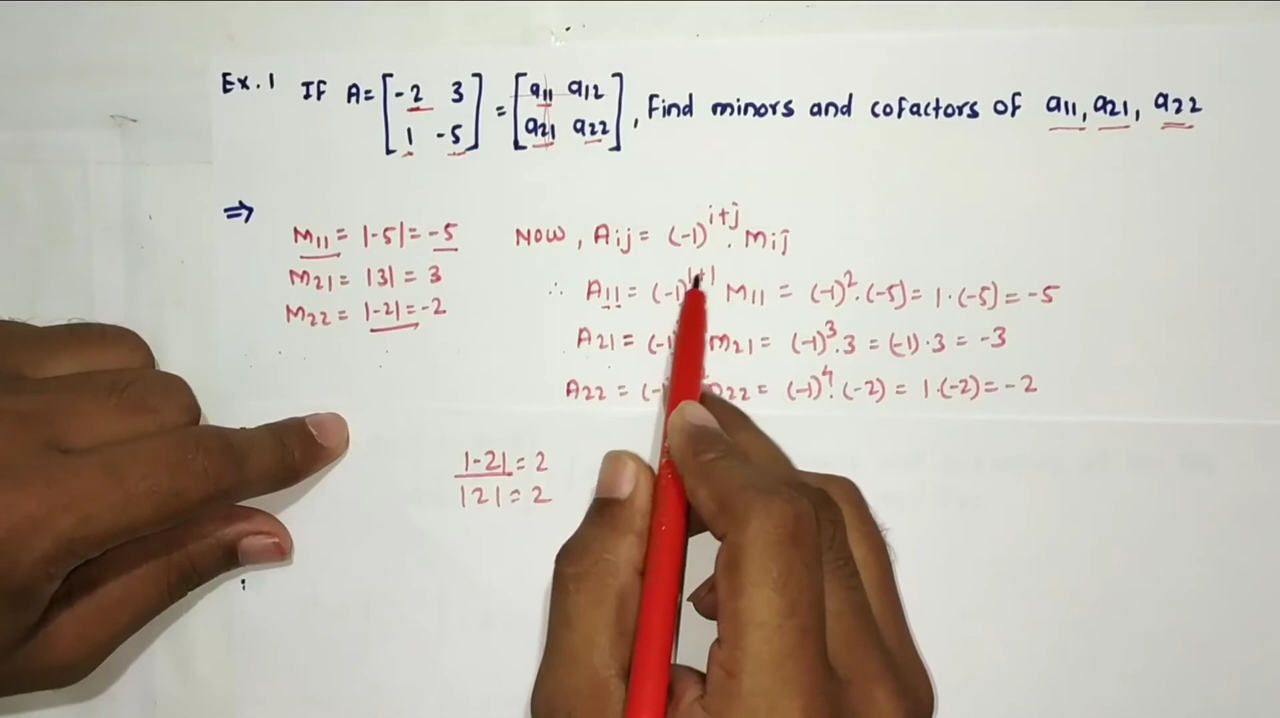 Ex. 1 If A = [-2 3 1 -5] = [a11 a12 a21 a22], Find minors and cofactors of a11, a21, a22
⇒
M11 = |-5| = -5
M21 = |3| = 3
M22 = |-2| = -2
Now, Aij = (-1)^i+j . Mij
∴ A11 = (-1)^1+1 M11 = (-1)^2 . (-5) = 1 . (-5) = -5
A21 = (-1 M21 = (-1)^3 . 3 = (-1) . 3 = -3
A22 = (- 22 = (-1)^4 . (-2) = 1 . (-2) = -2
|-2| = 2
|2| = 2